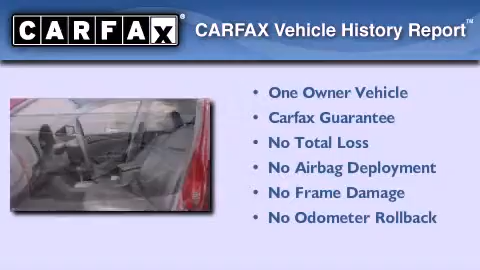 CARFAX® CARFAX Vehicle History Report™
• One Owner Vehicle
• Carfax Guarantee
• No Total Loss
• No Airbag Deployment
• No Frame Damage
• No Odometer Rollback